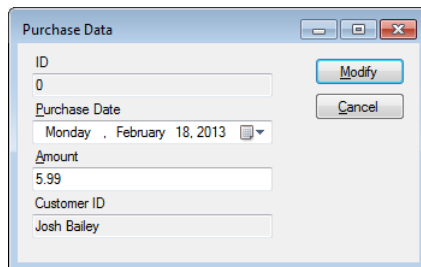 Purchase Data
ID
0
Modify
Purchase Date
Cancel
Monday , February 18, 2013
Amount
5.99
Customer ID
Josh Bailey